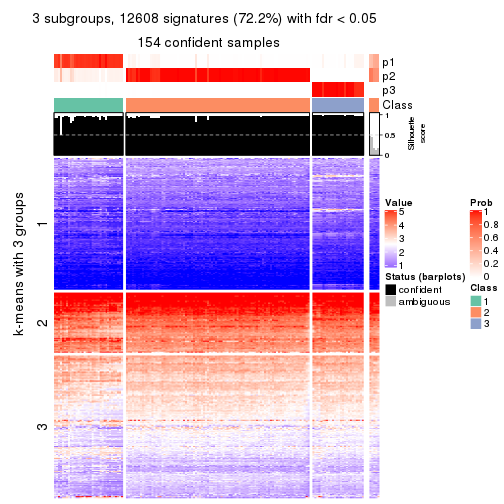 3 subgroups, 12608 signatures (72.2%) with fdr < 0.05
154 confident samples
p1
p2
p3
Class
1
0.5
0
Silhouette
score
k-means with 3 groups
1
2
3
Value
5
4
3
2
1
Status (barplots)
confident
ambiguous
Prob
1
0.8
0.6
0.4
0.2
0
Class
1
2
3